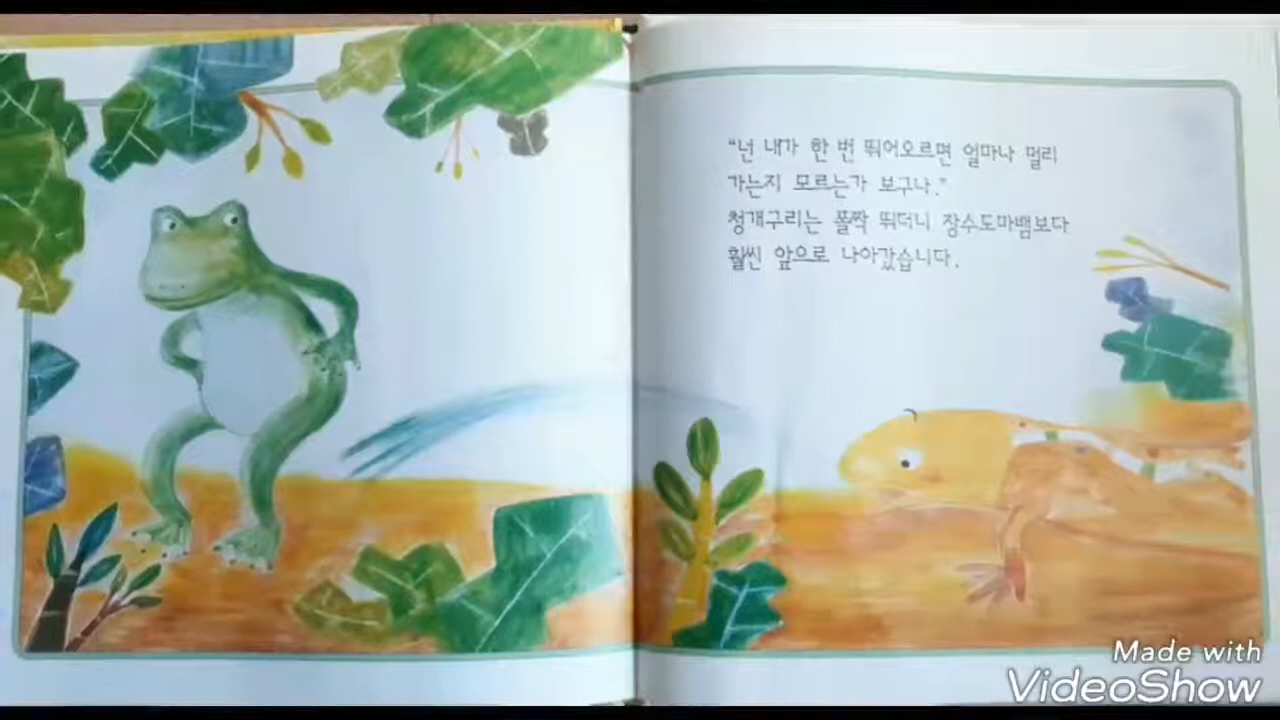 "넌 내가 한 번 뛰어오르면 얼마나 멀리
가는지 모르는가 보구나."
청개구리는 폴짝 뛰더니 장수도마뱀보다
훨씬 앞으로 나아갔습니다.
Made with
VideoShow